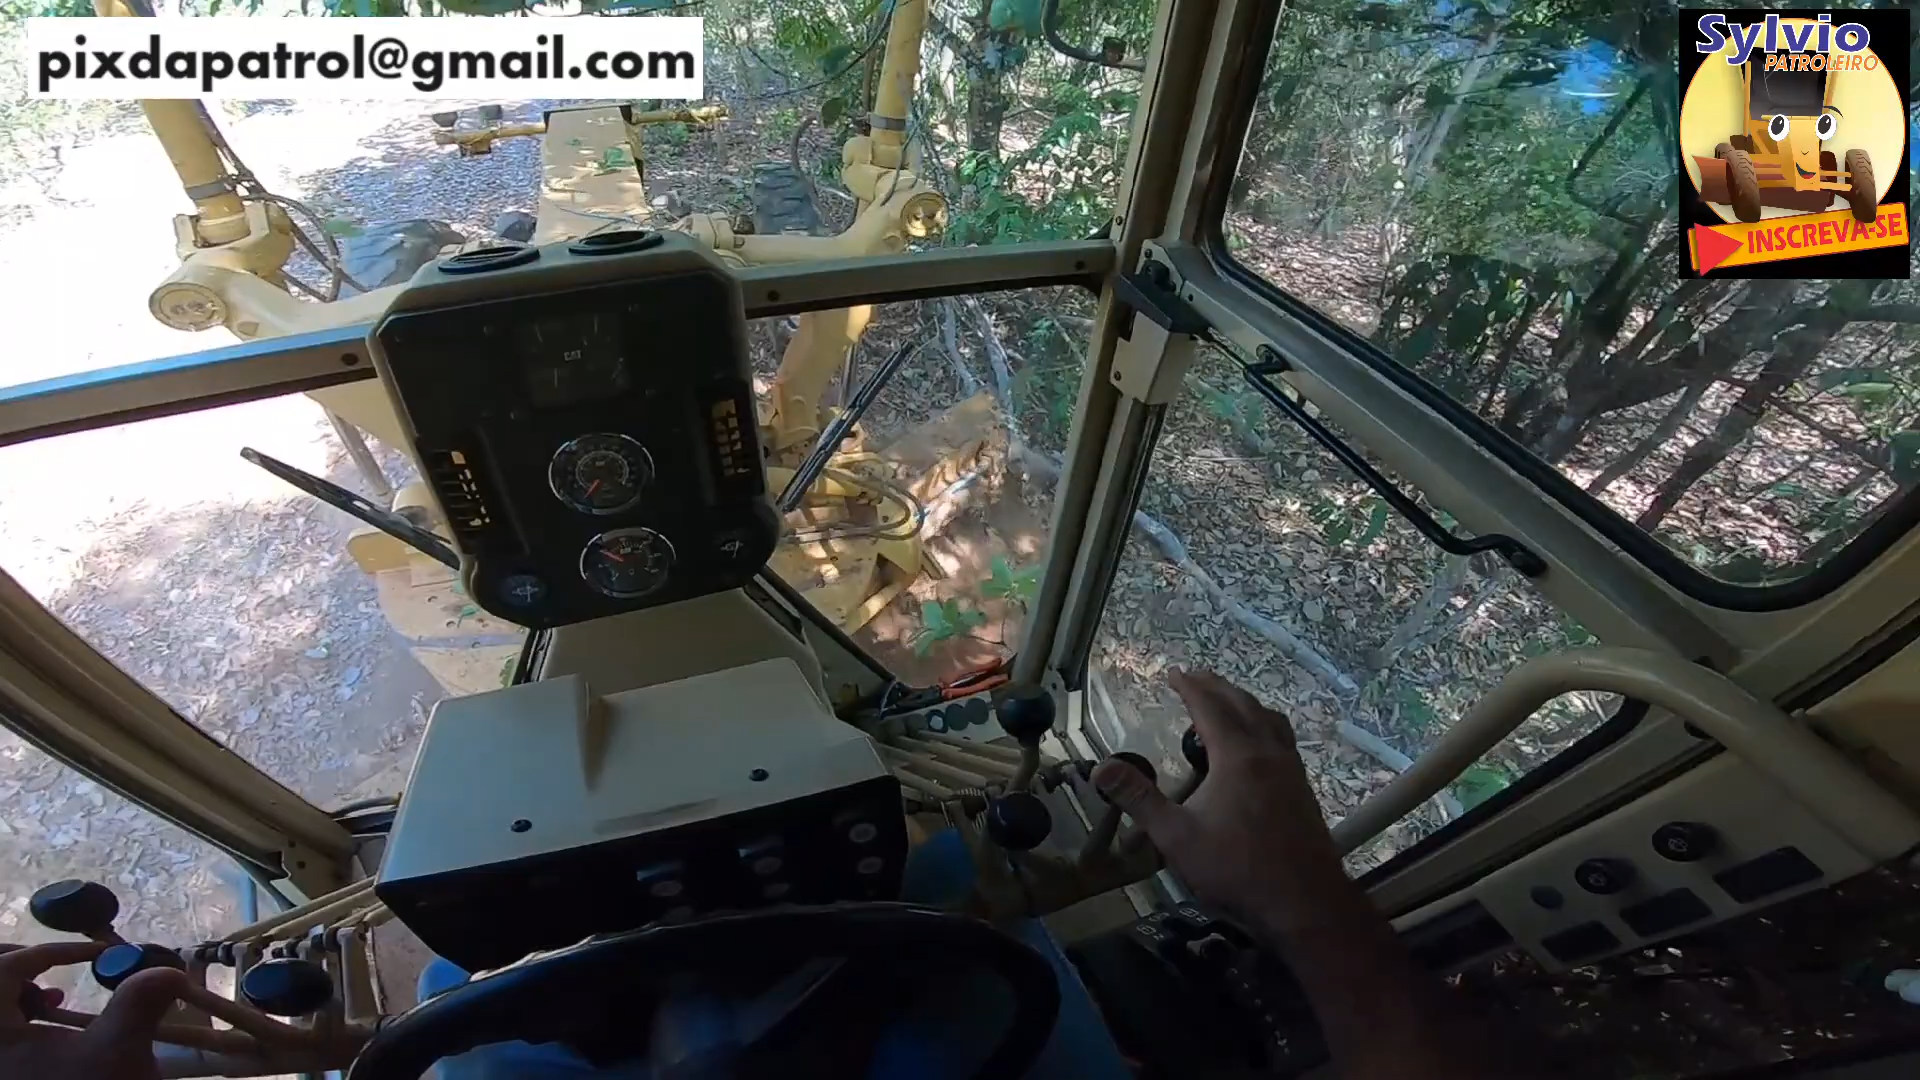 pixdapatrol@gmail.com
Sylvio
PATROLEIRO
INSCREVA-SE
CAT